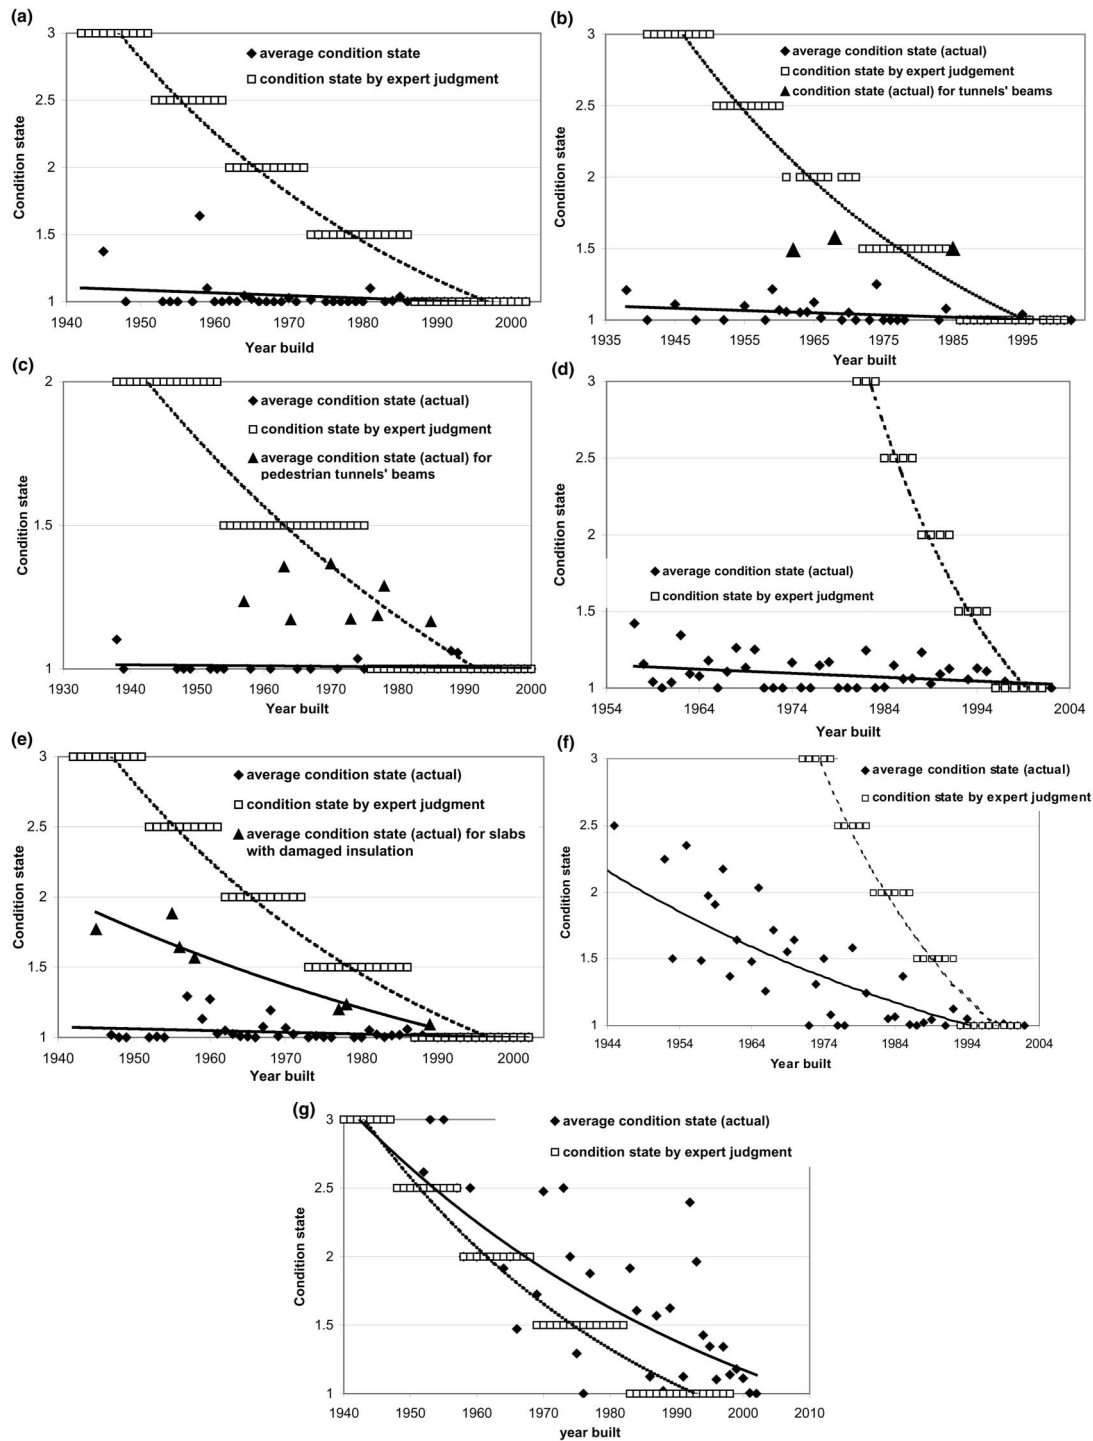 (a)
3
2.5
2
1.5
1
Condition state
average condition state
condition state by expert judgment
1940 1950 1960 1970 1980 1990 2000
Year build
(b)
3
2.5
2
1.5
1
Condition state
average condition state (actual)
condition state by expert judgement
condition state (actual) for tunnels' beams
1935 1945 1955 1965 1975 1985 1995
Year built
(c)
2
1.5
1
Condition state
average condition state (actual)
condition state by expert judgment
average condition state (actual) for
pedestrian tunnels' beams
1930 1940 1950 1960 1970 1980 1990 2000
Year built
(d)
3
2.5
2
1.5
1
Condition state
average condition state (actual)
condition state by expert judgment
1954 1964 1974 1984 1994 2004
Year built
(e)
3
2.5
2
1.5
1
Condition state
average condition state (actual)
condition state by expert judgment
average condition state (actual) for slabs
with damaged insulation
1940 1950 1960 1970 1980 1990 2000
Year built
(f)
3
2.5
2
1.5
1
Condition state
average condition state (actual)
condition state by expert judgment
1944 1954 1964 1974 1984 1994 2004
Year built
(g)
3
2.5
2
1.5
1
Condition state
average condition state (actual)
condition state by expert judgment
1940 1950 1960 1970 1980 1990 2000 2010
year built